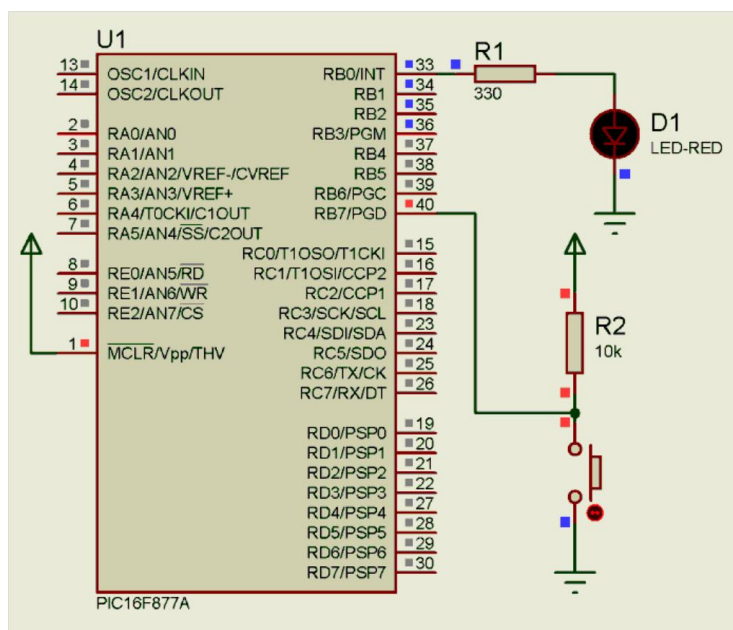 U1
13
OSC1/CLKIN
14
OSC2/CLKOUT
2
RA0/AN0
3
RA1/AN1
4
RA2/AN2/VREF-/CVREF
5
RA3/AN3/VREF+
6
RA4/T0CKI/C1OUT
7
RA5/AN4/SS/C2OUT
8
RE0/AN5/RD
9
RE1/AN6/WR
10
RE2/AN7/CS
1
MCLR/Vpp/THV
RB0/INT
33
RB1
34
RB2
35
RB3/PGM
36
RB4
37
RB5
38
RB6/PGC
39
RB7/PGD
40
RC0/T1OSO/T1CKI
15
RC1/T1OSI/CCP2
16
RC2/CCP1
17
RC3/SCK/SCL
18
RC4/SDI/SDA
23
RC5/SDO
24
RC6/TX/CK
25
RC7/RX/DT
26
RD0/PSP0
19
RD1/PSP1
20
RD2/PSP2
21
RD3/PSP3
22
RD4/PSP4
27
RD5/PSP5
28
RD6/PSP6
29
RD7/PSP7
30
PIC16F877A
R1
330
D1
LED-RED
R2
10k